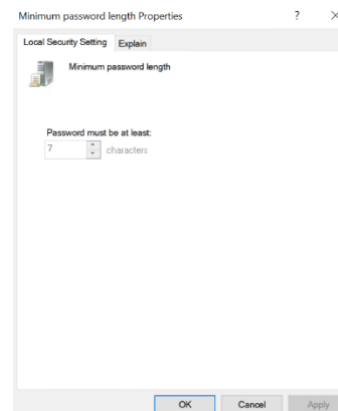 Minimum password length Properties ? ×
Local Security Setting Explain
Minimum password length
Password must be at least:
7 characters
OK Cancel Apply